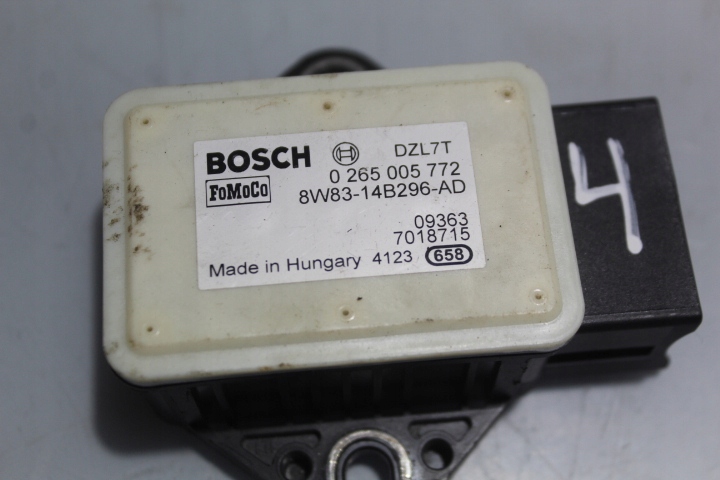 DZL7T
BOSCH
0 265 005 772
FoMoCo
8W83-14B296-AD
09363
7018715
Made in Hungary 4123 658
4